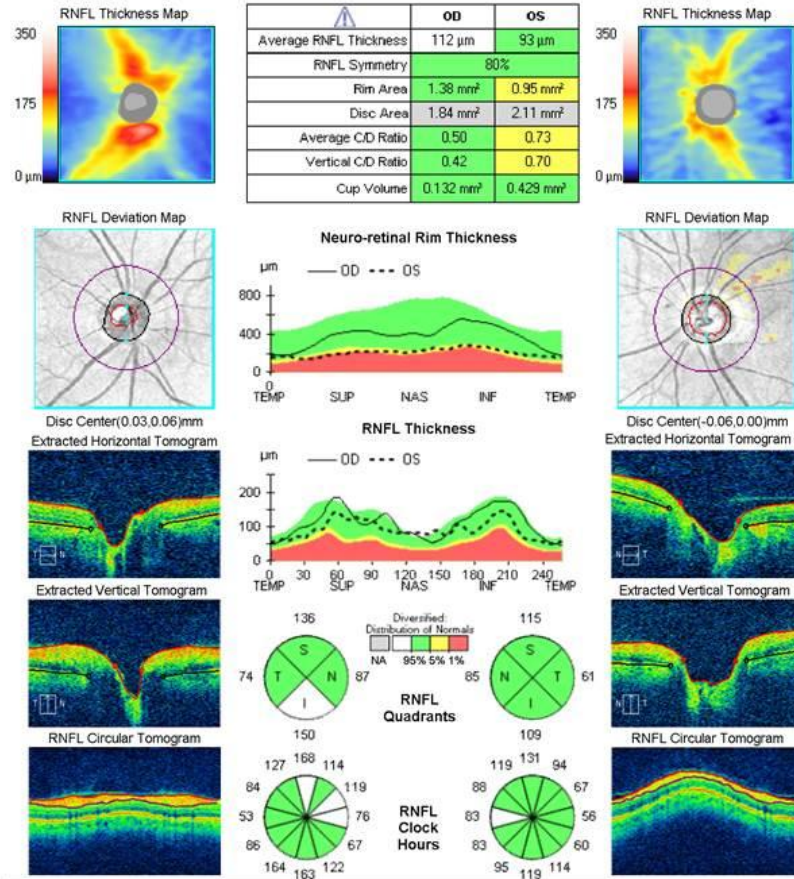 RNFL Thickness Map
350
175
0 µm
OD OS
Average RNFL Thickness 112 µm 93 µm
RNFL Symmetry 80%
Rim Area 1.38 mm² 0.95 mm²
Disc Area 1.84 mm² 2.11 mm²
Average C/D Ratio 0.50 0.73
Vertical C/D Ratio 0.42 0.70
Cup Volume 0.132 mm³ 0.429 mm³
RNFL Thickness Map
350
175
0 µm
RNFL Deviation Map
Disc Center(0.03,0.06)mm
Neuro-retinal Rim Thickness
µm
OD OS
800
400
0
0
TEMP SUP NAS INF TEMP
RNFL Deviation Map
Disc Center(-0.06,0.00)mm
Extracted Horizontal Tomogram
T N
RNFL Thickness
µm
OD OS
200
100
0
0 30 60 90 120 150 180 210 240
TEMP SUP NAS INF TEMP
Extracted Horizontal Tomogram
N T
Extracted Vertical Tomogram
136
S
74 T N 87
I
150
Diversified:
Distribution of Normals
NA 95% 5% 1%
RNFL
Quadrants
115
S
85 N T 61
I
109
Extracted Vertical Tomogram
RNFL Circular Tomogram
168
127 114
84 119
53 76
86 67
164 122
163
RNFL
Clock
Hours
131
119 94
88 67
83 56
83 60
95 114
119
RNFL Circular Tomogram